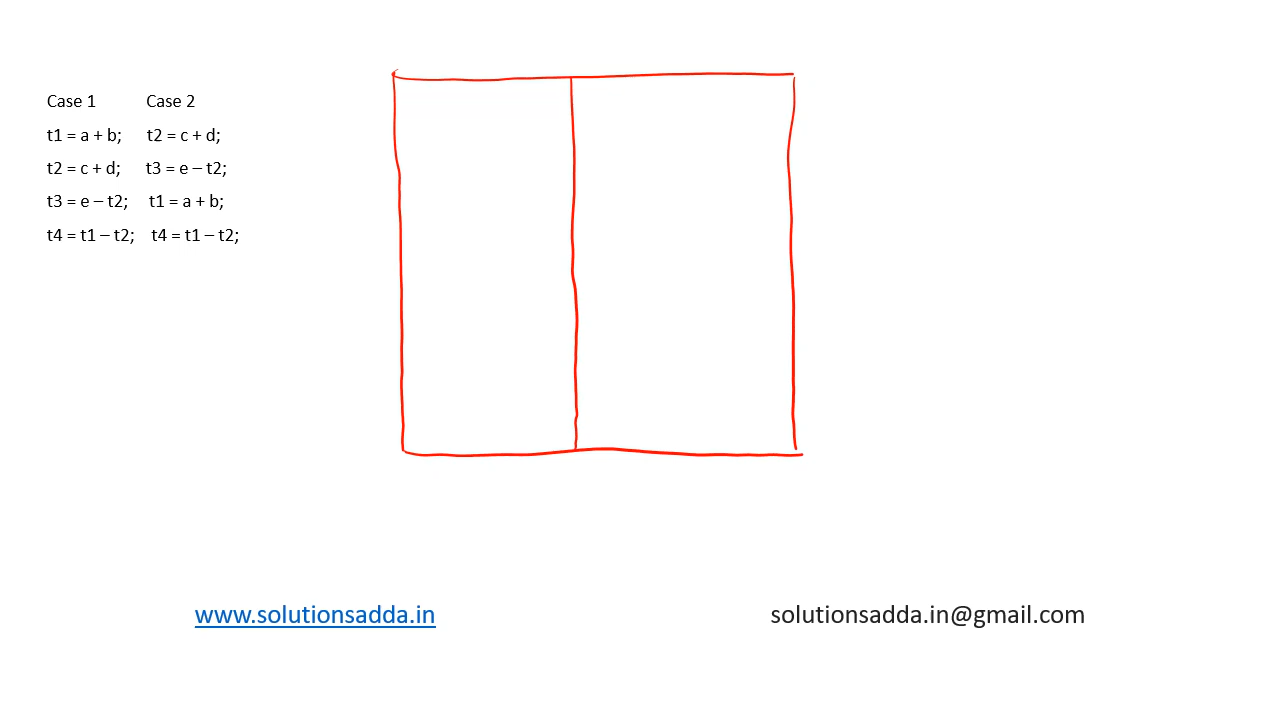 Case 1 Case 2
t1 = a + b; t2 = c + d;
t2 = c + d; t3 = e – t2;
t3 = e – t2; t1 = a + b;
t4 = t1 – t2; t4 = t1 – t2;
www.solutionsadda.in solutionsadda.in@gmail.com